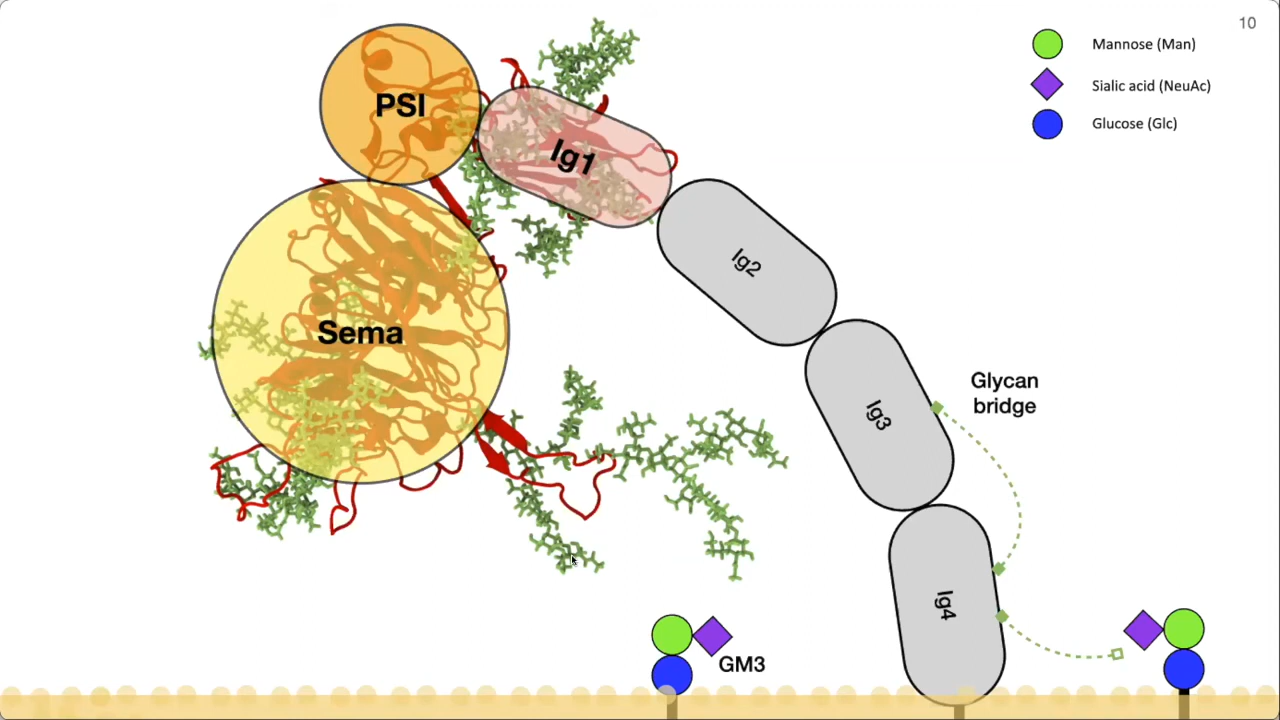 10
Mannose (Man)
Sialic acid (NeuAc)
Glucose (Glc)
PSI
Ig1
Ig2
Sema
Glycan
bridge
Ig3
Ig4
GM3